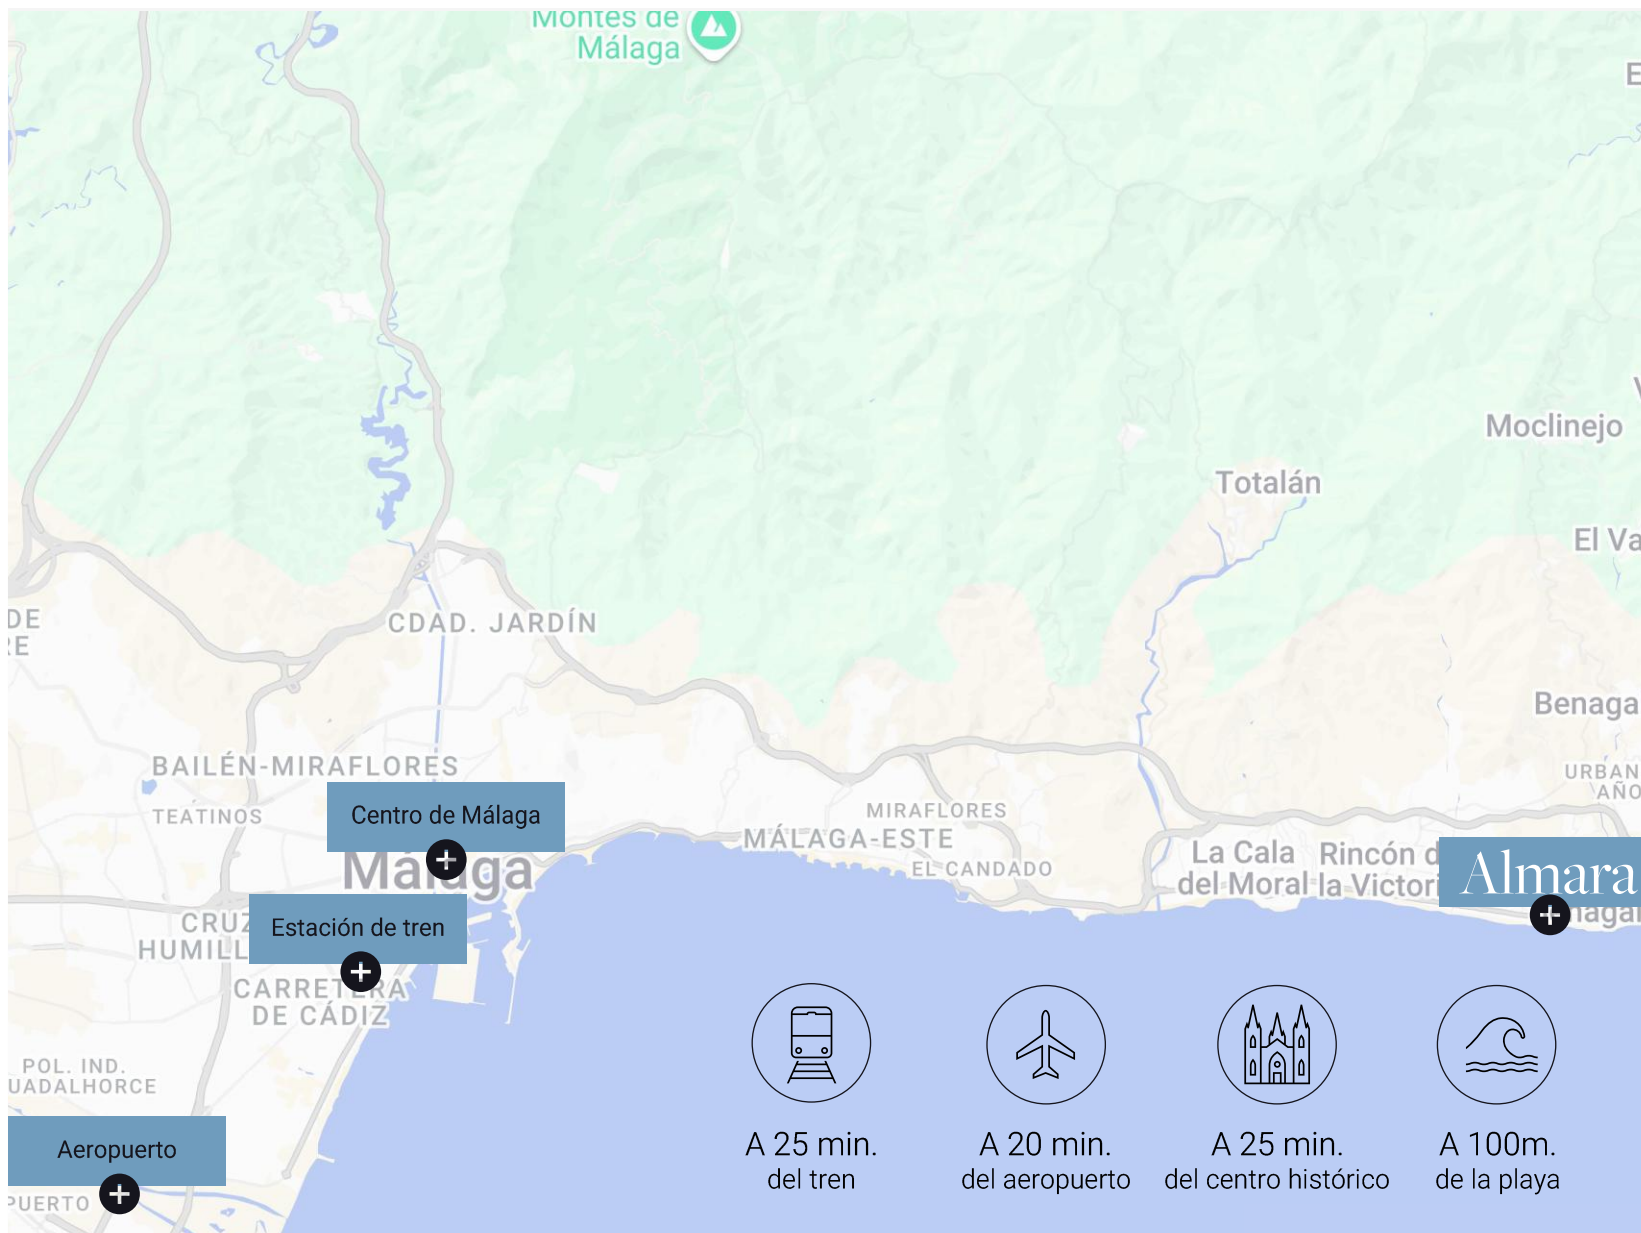 Montes de
Málaga
E
Moclinejo
Totalán
El Va
DE
RE
CDAD. JARDÍN
Benaga
BAILÉN-MIRAFLORES
URBAN
AÑO
TEATINOS
Centro de Málaga
MIRAFLORES
MÁLAGA-ESTE
EL CANDADO
La Cala
del Moral
Rincón d
la Victori
Almara
nagal
Málaga
CRUZ
HUMILL
Estación de tren
CARRETERA
DE CÁDIZ
POL. IND.
UADALHORCE
Aeropuerto
PUERTO
A 25 min.
del tren
A 20 min.
del aeropuerto
A 25 min.
del centro histórico
A 100m.
de la playa